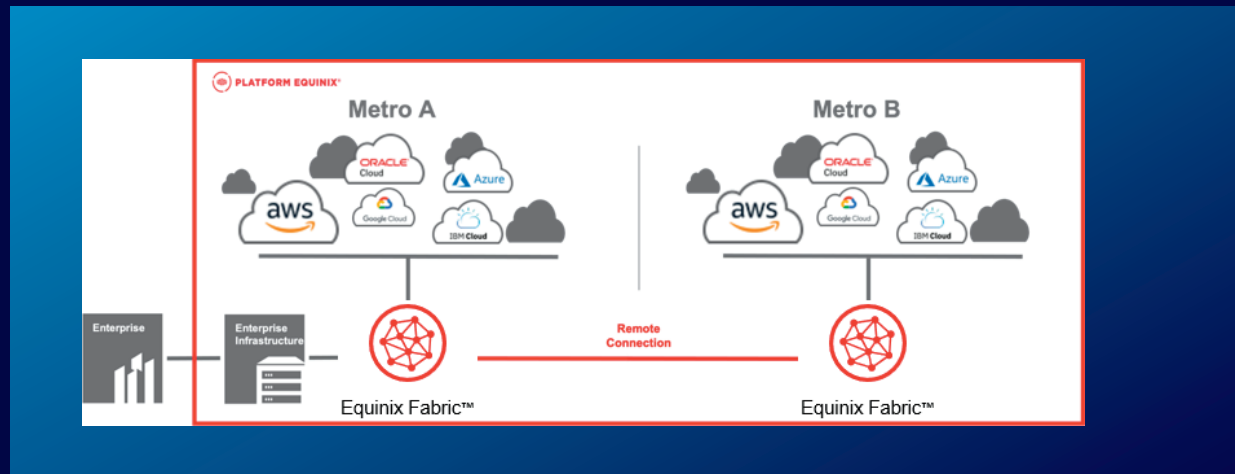 PLATFORM EQUINIX®
Metro A
ORACLE
Cloud
Azure
aws
Google Cloud
IBM Cloud
Metro B
ORACLE
Cloud
Azure
aws
Google Cloud
IBM Cloud
Enterprise
Enterprise
Infrastructure
Remote
Connection
Equinix Fabric™
Equinix Fabric™